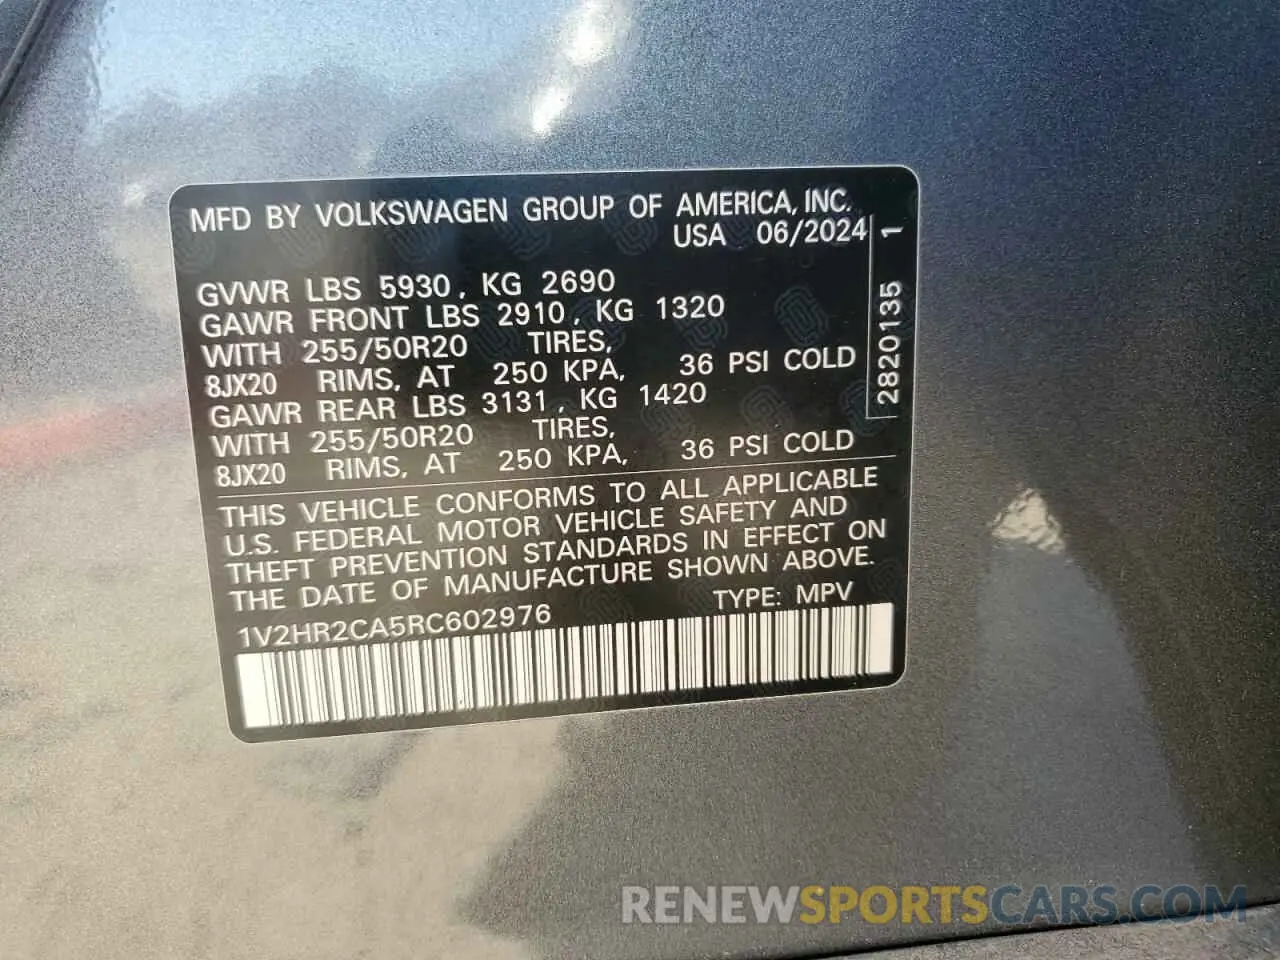 MFD BY VOLKSWAGEN GROUP OF AMERICA, INC.
USA 06/2024
GVWR LBS 5930, KG 2690
GAWR FRONT LBS 2910, KG 1320
WITH 255/50R20 TIRES,
8JX20 RIMS, AT 250 KPA, 36 PSI COLD
GAWR REAR LBS 3131, KG 1420
WITH 255/50R20 TIRES,
8JX20 RIMS, AT 250 KPA, 36 PSI COLD
THIS VEHICLE CONFORMS TO ALL APPLICABLE
U.S. FEDERAL MOTOR VEHICLE SAFETY AND
THEFT PREVENTION STANDARDS IN EFFECT ON
THE DATE OF MANUFACTURE SHOWN ABOVE.
1V2HR2CA5RC602976 TYPE: MPV
2820135 1
RENEWSPORTSCARS.COM